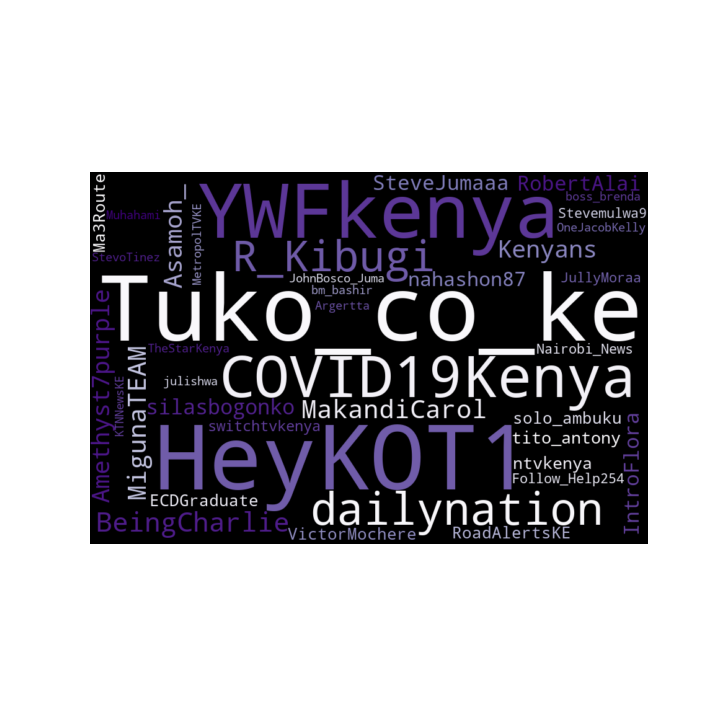 Ma3Route
SteveJumaaa
RobertAlai
boss_brenda
Muhahami
Asamoh_
MetropolTVKE
YWFkenya
Stevemulwa9
OneJacobKelly
StevoTinez
R_Kibugi
Kenyans
JohnBosco_Juma
nahashon87
JullyMoraa
bm_bashir
Argertta
Tuko_co_ke
Amethyst7purple
TheStarKenya
Nairobi_News
MigunaTEAM
KTNNewsKE
julishwa
COVID19Kenya
silasbogonko
MakandiCarol
solo_ambuku
switchtvkenya
tito_antony
HeyKOT1
ntvkenya
Follow_Help254
IntroFlora
ECDGraduate
dailynation
BeingCharlie
VictorMochere
RoadAlertsKE